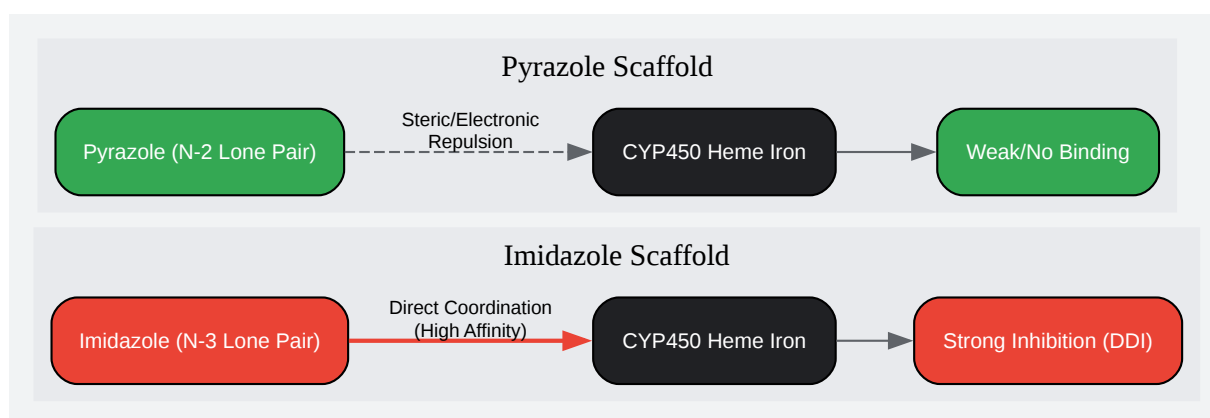 Pyrazole Scaffold
Pyrazole (N-2 Lone Pair)
Steric/Electronic
Repulsion
CYP450 Heme Iron
Weak/No Binding
Imidazole Scaffold
Imidazole (N-3 Lone Pair)
Direct Coordination
(High Affinity)
CYP450 Heme Iron
Strong Inhibition (DDI)